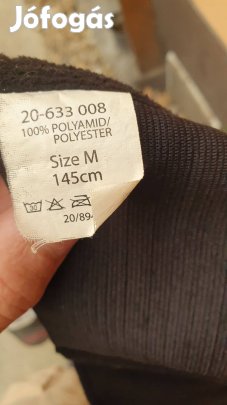 Jófogás
20-633 008
100% POLYAMID/
POLYESTER
Size M
145cm
20/89-